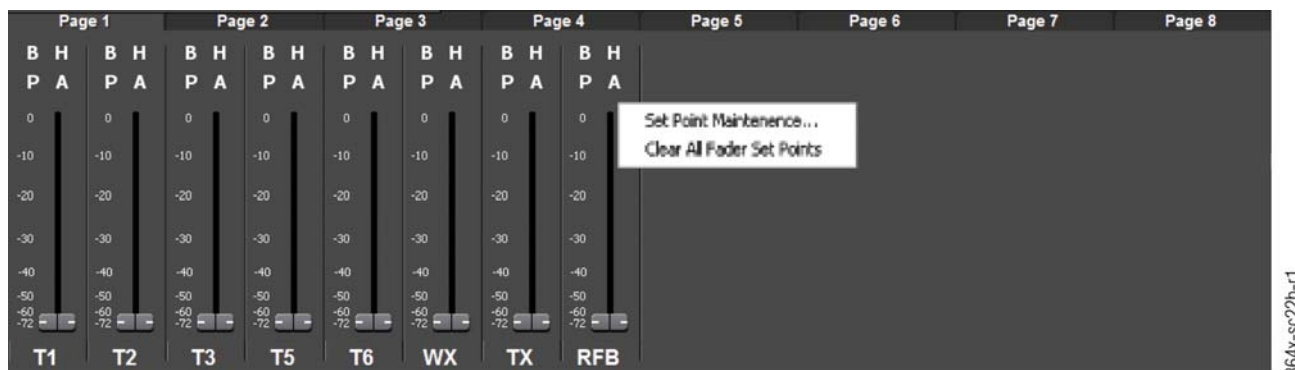 Page 1 Page 2 Page 3 Page 4 Page 5 Page 6 Page 7 Page 8
B H B H B H B H B H B H B H B H
P A P A P A P A P A P A P A P A
0 0 0 0 0 0 0 0
Set Point Maintenence...
-10 -10 -10 -10 -10 -10 -10 -10
Clear All Fader Set Points
-20 -20 -20 -20 -20 -20 -20 -20
-30 -30 -30 -30 -30 -30 -30 -30
-40 -40 -40 -40 -40 -40 -40 -40
-50 -50 -50 -50 -50 -50 -50 -50
-60 -60 -60 -60 -60 -60 -60 -60
-72 -72 -72 -72 -72 -72 -72 -72
T1 T2 T3 T5 T6 WX TX RFB